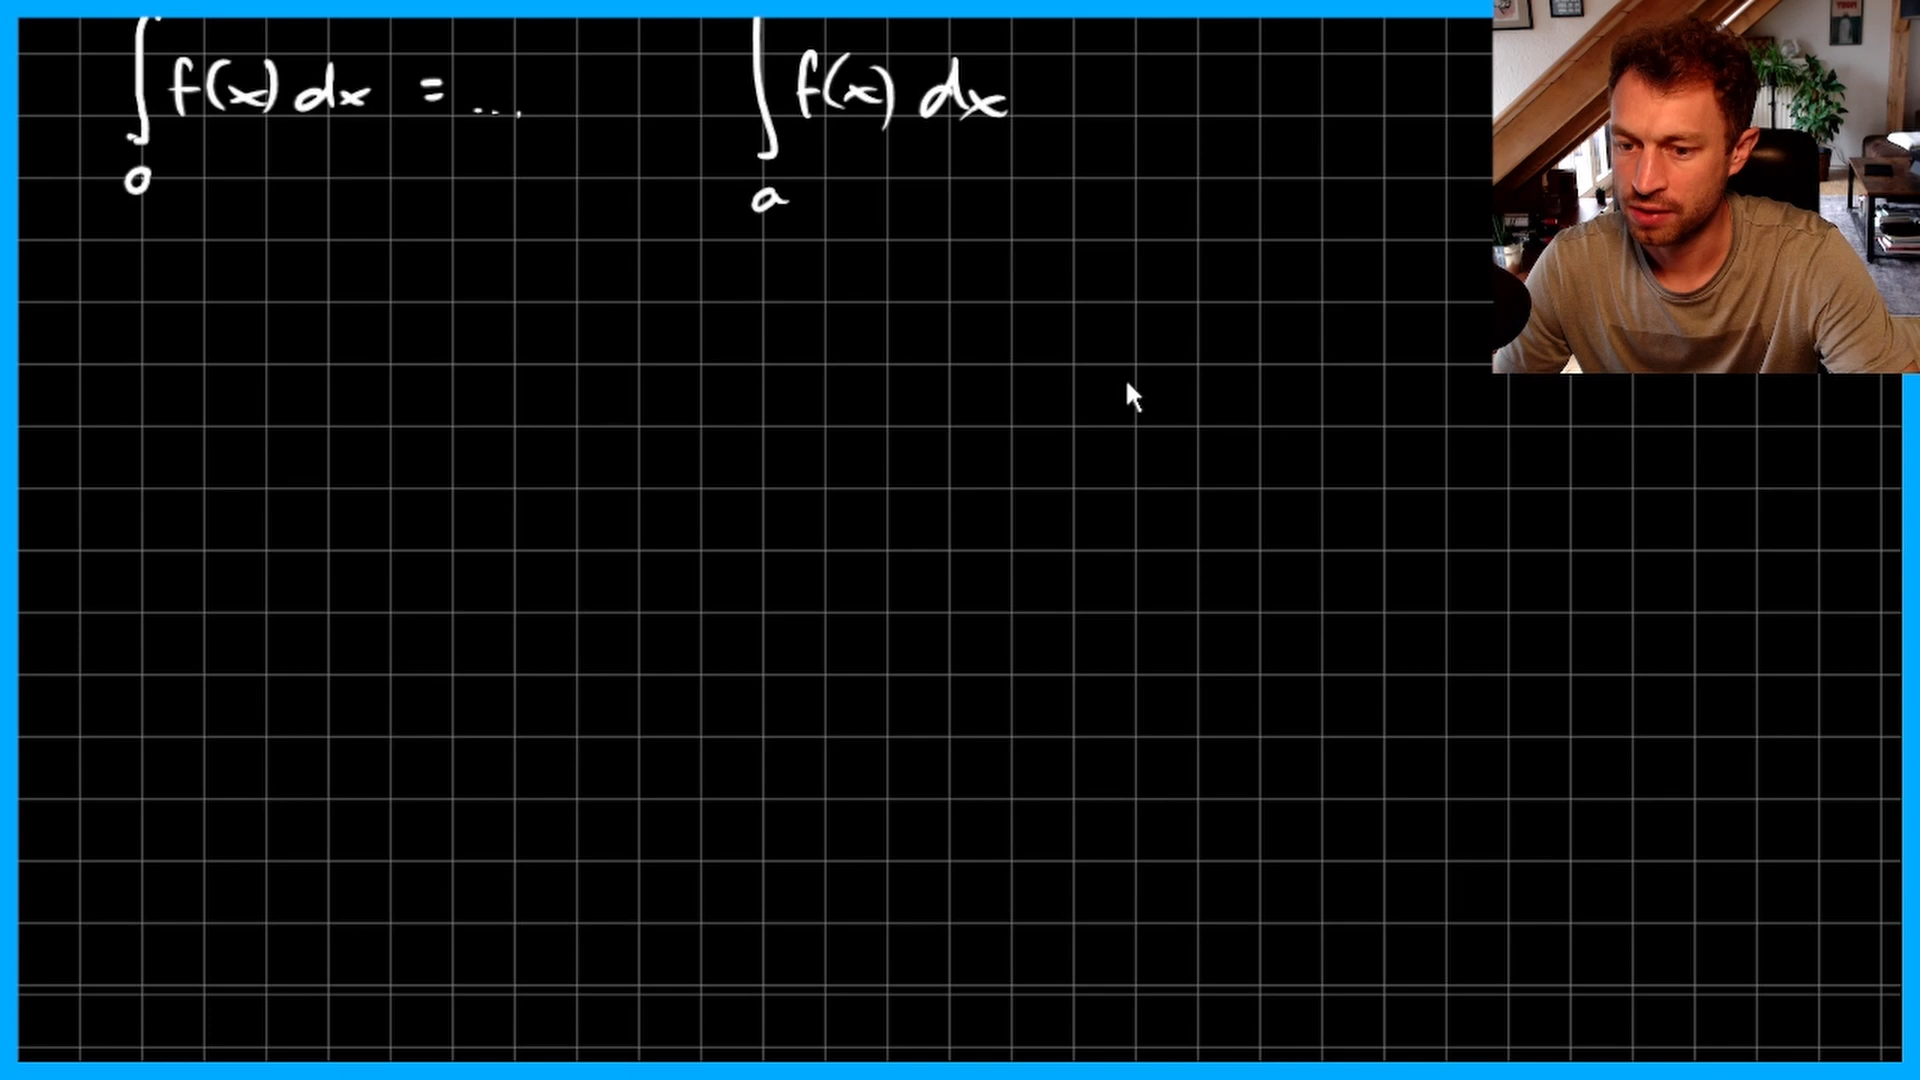 ∫ f(x) dx = ... ∫ f(x) dx
0 a